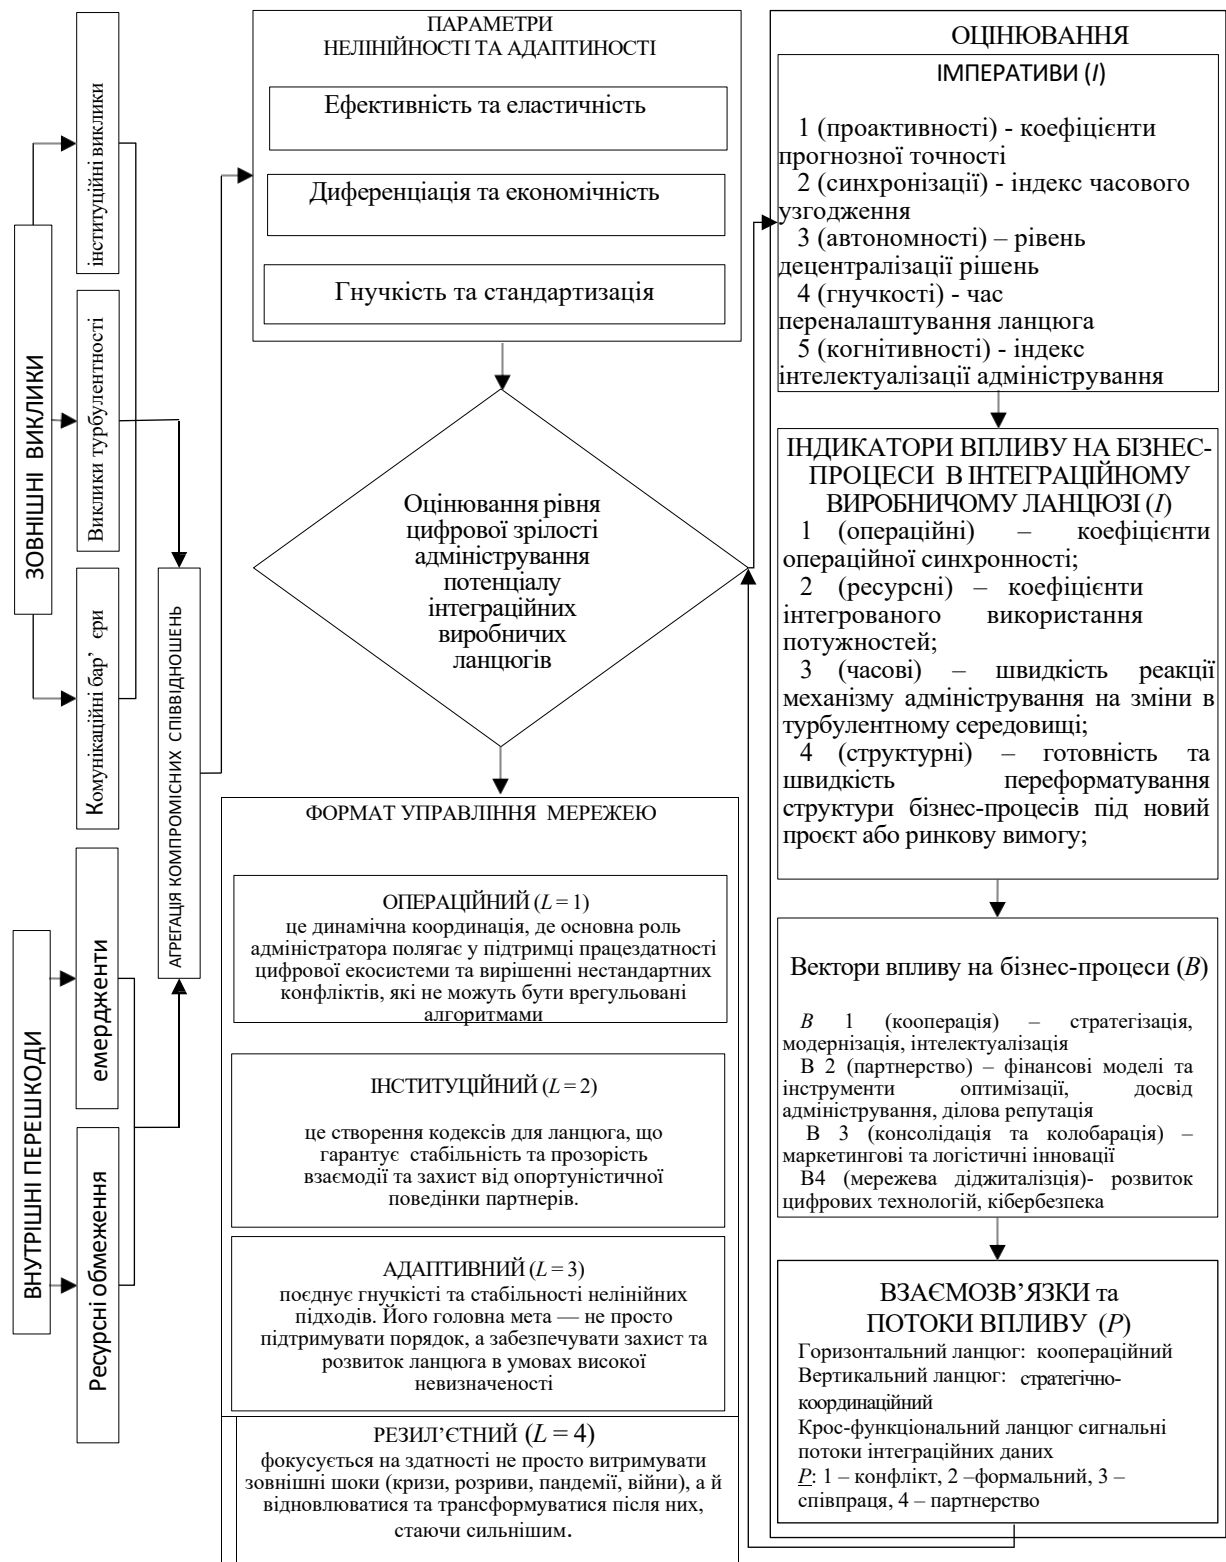 ЗОВНІШНІ ВИКЛИКИ
інституційні виклики
Виклики турбулентності
Комунікаційні бар’ єри
ВНУТРІШНІ ПЕРЕШКОДИ
емердженти
Ресурсні обмеження
АГРЕГАЦІЯ КОМПРОМІСНИХ СПІВВІДНОШЕНЬ
ПАРАМЕТРИ
НЕЛІНІЙНОСТІ ТА АДАПТИНОСТІ
Ефективність та еластичність
Диференціація та економічність
Гнучкість та стандартизація
Оцінювання рівня
цифрової зрілості
адміністрування
потенціалу
інтеграційних
виробничих
ланцюгів
ФОРМАТ УПРАВЛІННЯ МЕРЕЖЕЮ
ОПЕРАЦІЙНИЙ (L = 1)
це динамічна координація, де основна роль
адміністратора полягає у підтримці працездатності
цифрової екосистеми та вирішенні нестандартних
конфліктів, які не можуть бути врегульовані
алгоритмами
ІНСТИТУЦІЙНИЙ (L = 2)
це створення кодексів для ланцюга, що
гарантує стабільність та прозорість
взаємодії та захист від опортуністичної
поведінки партнерів.
АДАПТИВНИЙ (L = 3)
поєднує гнучкісті та стабільності нелінійних
підходів. Його головна мета — не просто
підтримувати порядок, а забезпечувати захист та
розвиток ланцюга в умовах високої
невизначеності
РЕЗИЛ’ЄТНИЙ (L = 4)
фокусується на здатності не просто витримувати
зовнішні шоки (кризи, розриви, пандемії, війни), а й
відновлюватися та трансформуватися після них,
стаючи сильнішим.
ОЦІНЮВАННЯ
ІМПЕРАТИВИ (I)
1 (проактивності) - коефіцієнти
прогнозної точності
2 (синхронізації) - індекс часового
узгодження
3 (автономності) – рівень
децентралізації рішень
4 (гнучкості) - час
переналаштування ланцюга
5 (когнітивності) - індекс
інтелектуалізації адміністрування
ІНДИКАТОРИ ВПЛИВУ НА БІЗНЕС-
ПРОЦЕСИ В ІНТЕГРАЦІЙНОМУ
ВИРОБНИЧОМУ ЛАНЦЮЗІ (I)
1 (операційні) – коефіцієнти
операційної синхронності;
2 (ресурсні) – коефіцієнти
інтегрованого використання
потужностей;
3 (часові) – швидкість реакції
механізму адміністрування на зміни в
турбулентному середовищі;
4 (структурні) – готовність та
швидкість переформатування
структури бізнес-процесів під новий
проєкт або ринкову вимогу;
Вектори впливу на бізнес-процеси (B)
B 1 (кооперація) – стратегізація,
модернізація, інтелектуалізація
В 2 (партнерство) – фінансові моделі та
інструменти оптимізації, досвід
адміністрування, ділова репутація
В 3 (консолідація та колобарація) –
маркетингові та логістичні інновації
В4 (мережева діджиталізція)- розвиток
цифрових технологій, кібербезпека
ВЗАЄМОЗВ’ЯЗКИ та
ПОТОКИ ВПЛИВУ (P)
Горизонтальний ланцюг: коопераційний
Вертикальний ланцюг: стратегічно-
координаційний
Крос-функціональний ланцюг сигнальні
потоки інтеграційних даних
P: 1 – конфлікт, 2 –формальний, 3 –
співпраця, 4 – партнерство